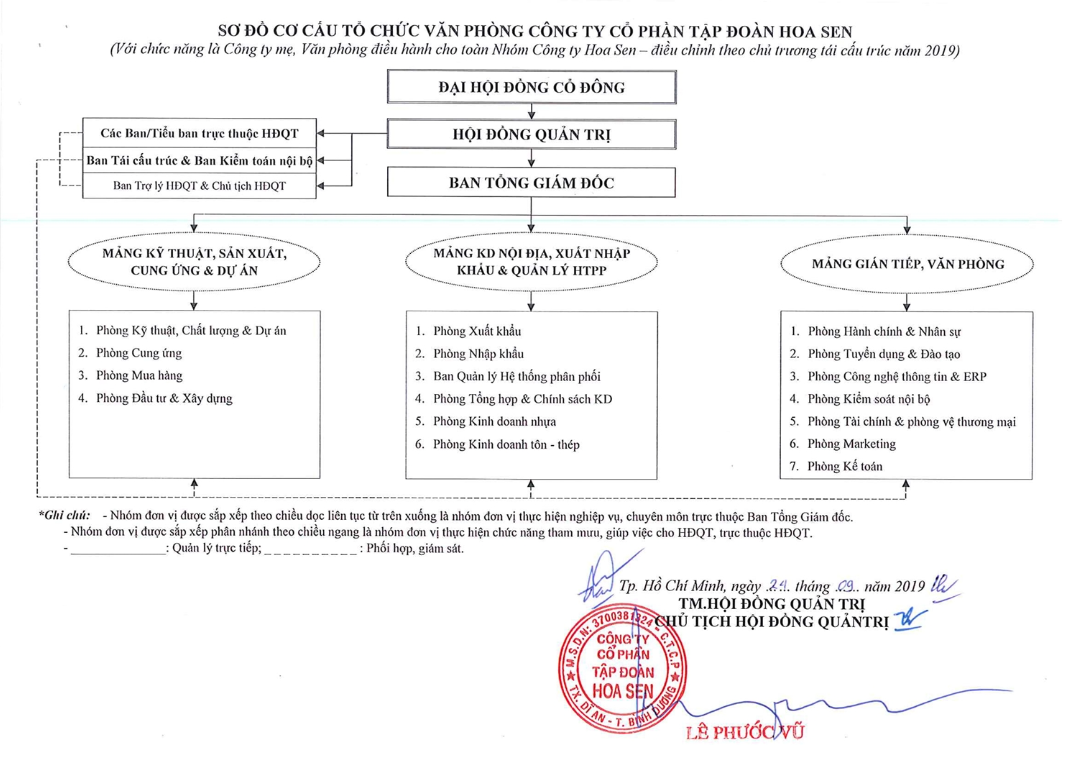 SƠ ĐỒ CƠ CẤU TỔ CHỨC VĂN PHÒNG CÔNG TY CỔ PHẦN TẬP ĐOÀN HOA SEN
(Với chức năng là Công ty mẹ, Văn phòng điều hành cho toàn Nhóm Công ty Hoa Sen – điều chỉnh theo chủ trương tái cấu trúc năm 2019)
ĐẠI HỘI ĐỒNG CỔ ĐÔNG
HỘI ĐỒNG QUẢN TRỊ
BAN TỔNG GIÁM ĐỐC
Các Ban/Tiểu ban trực thuộc HĐQT
Ban Tái cấu trúc & Ban Kiểm toán nội bộ
Ban Trợ lý HĐQT & Chủ tịch HĐQT
MẢNG KỸ THUẬT, SẢN XUẤT,
CUNG ỨNG & DỰ ÁN
1. Phòng Kỹ thuật, Chất lượng & Dự án
2. Phòng Cung ứng
3. Phòng Mua hàng
4. Phòng Đầu tư & Xây dựng
MẢNG KD NỘI ĐỊA, XUẤT NHẬP
KHẨU & QUẢN LÝ HTPP
1. Phòng Xuất khẩu
2. Phòng Nhập khẩu
3. Ban Quản lý Hệ thống phân phối
4. Phòng Tổng hợp & Chính sách KD
5. Phòng Kinh doanh nhựa
6. Phòng Kinh doanh tôn - thép
MẢNG GIÁN TIẾP, VĂN PHÒNG
1. Phòng Hành chính & Nhân sự
2. Phòng Tuyển dụng & Đào tạo
3. Phòng Công nghệ thông tin & ERP
4. Phòng Kiểm soát nội bộ
5. Phòng Tài chính & phòng vệ thương mại
6. Phòng Marketing
7. Phòng Kế toán
*Ghi chú: - Nhóm đơn vị được sắp xếp theo chiều dọc liên tục từ trên xuống là nhóm đơn vị thực hiện nghiệp vụ, chuyên môn trực thuộc Ban Tổng Giám đốc.
- Nhóm đơn vị được sắp xếp phân nhánh theo chiều ngang là nhóm đơn vị thực hiện chức năng tham mưu, giúp việc cho HĐQT, trực thuộc HĐQT.
- _______________: Quản lý trực tiếp; _ _ _ _ _ _ _ _ _ _ : Phối hợp, giám sát.
Tp. Hồ Chí Minh, ngày .. tháng .09.. năm 2019
TM.HỘI ĐỒNG QUẢN TRỊ
CHỦ TỊCH HỘI ĐỒNG QUẢNTRỊ
M.S.D.N: 3700381324 - C.T.C.P
CÔNG TY
CỔ PHẦN
TẬP ĐOÀN
HOA SEN
TX. DĨ AN - T. BÌNH DƯƠNG
LÊ PHƯỚC VŨ